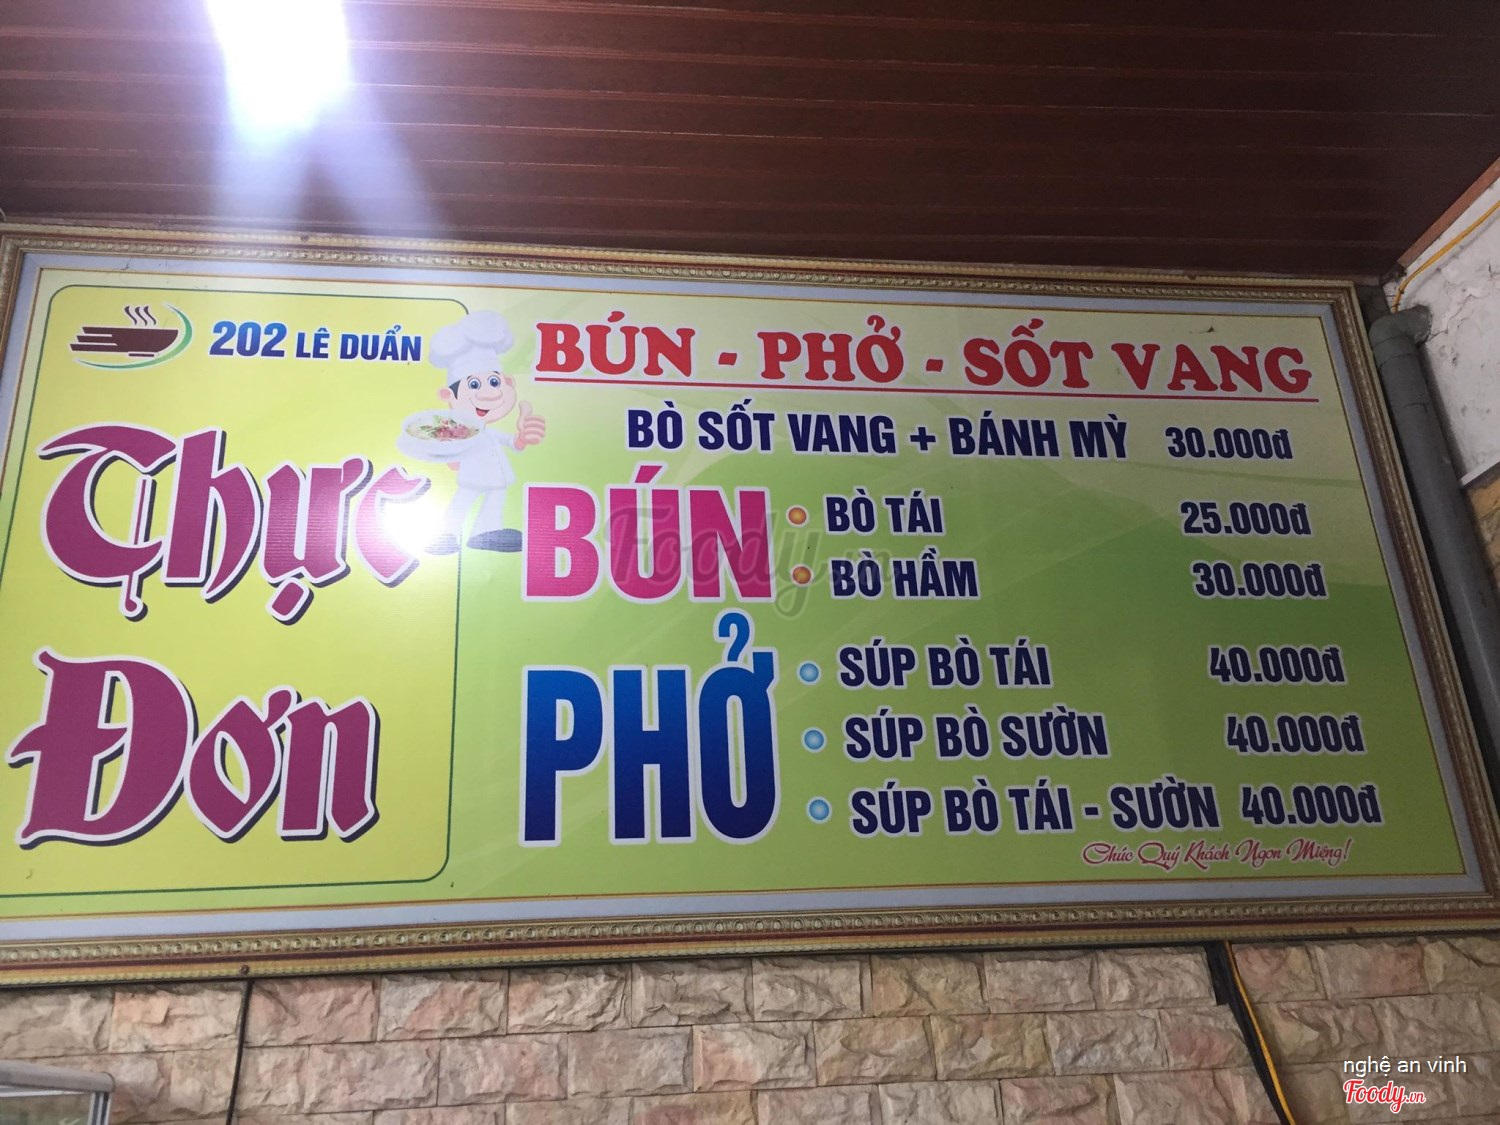 202 LÊ DUẨN
Thực
Đơn
BÚN - PHỞ - SỐT VANG
BÒ SỐT VANG + BÁNH MỲ 30.000đ
BÚN
BÒ TÁI 25.000đ
BÒ HẦM 30.000đ
PHỞ
SÚP BÒ TÁI 40.000đ
SÚP BÒ SƯỜN 40.000đ
SÚP BÒ TÁI - SƯỜN 40.000đ
Chúc Quý Khách Ngon Miệng!
Foody.vn
nghệ an vinh
Foody.vn